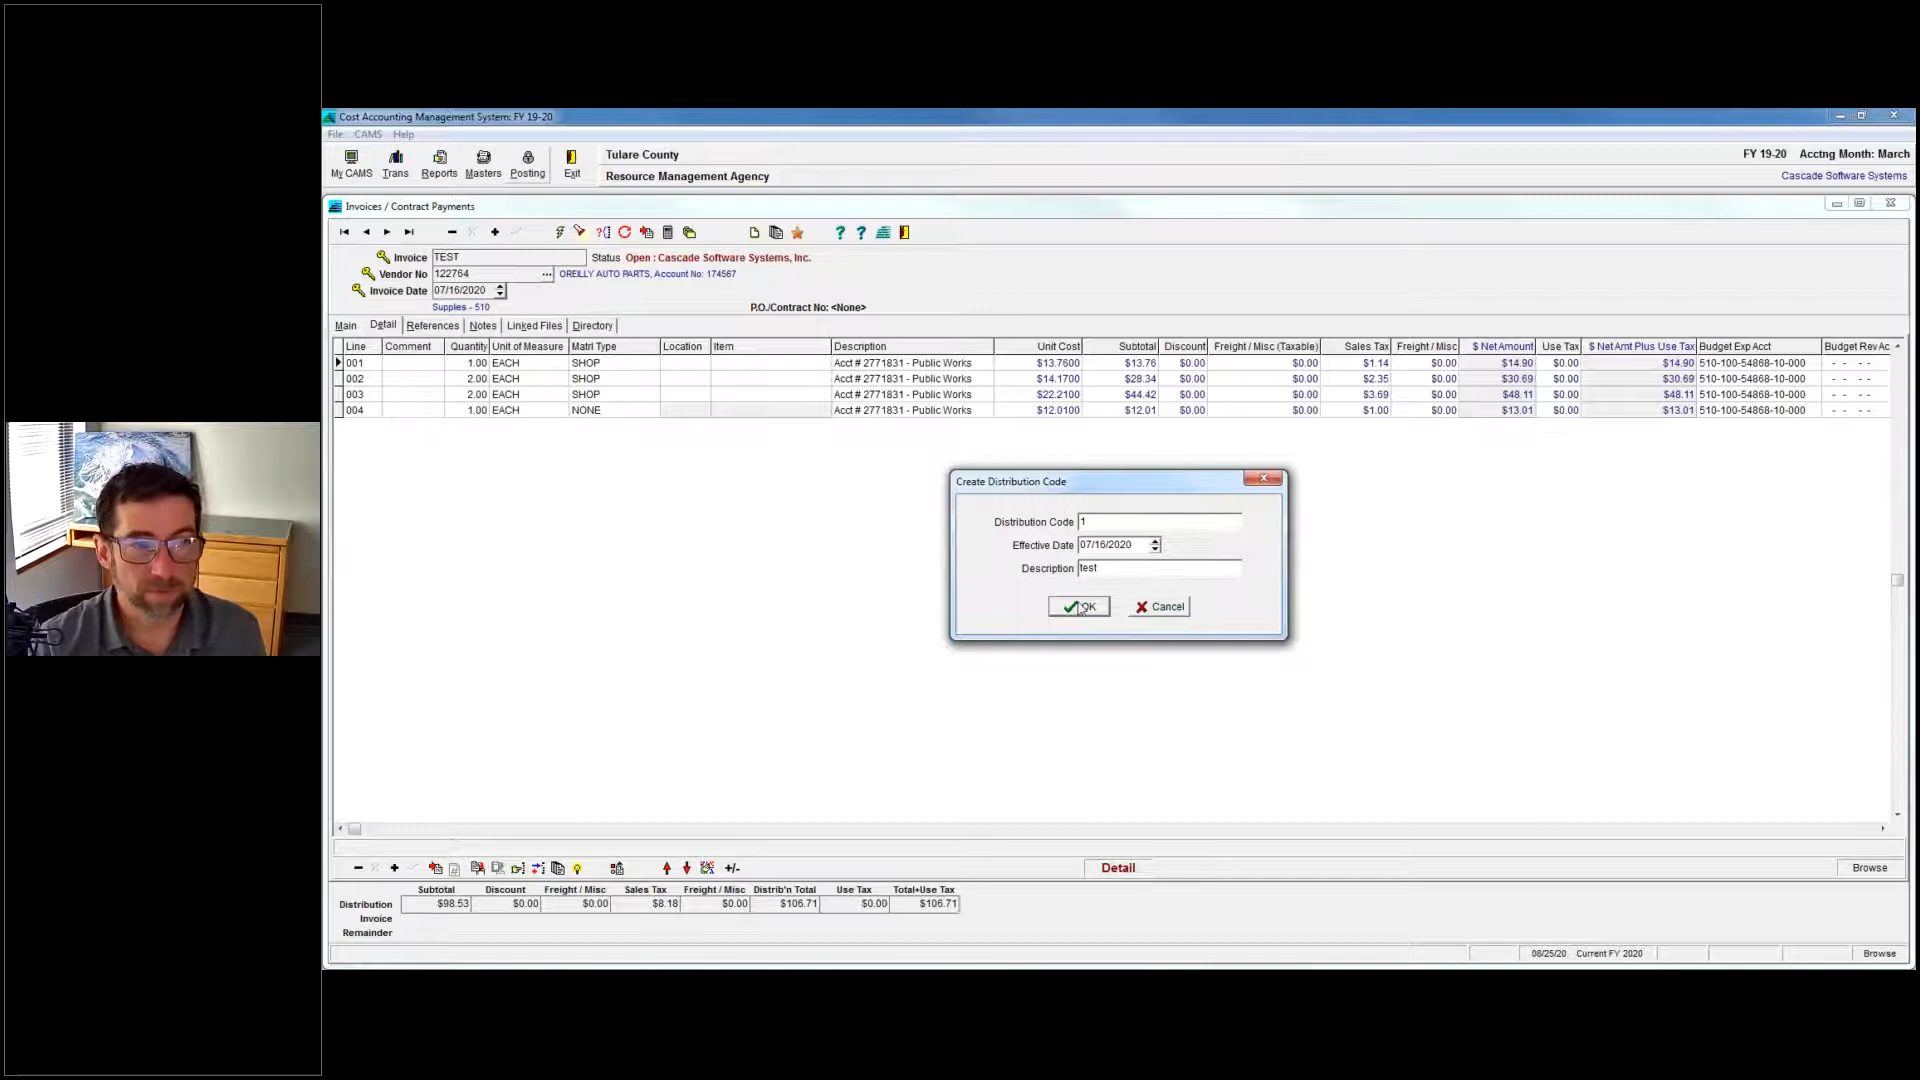 Cost Accounting Management System: FY 19-20
File CAMS Help
My CAMS Trans Reports Masters Posting Exit
Tulare County
Resource Management Agency
FY 19-20 Acctng Month: March
Cascade Software Systems
Invoices / Contract Payments
Invoice TEST Status Open : Cascade Software Systems, Inc.
Vendor No 122764 ... OREILLY AUTO PARTS, Account No: 174567
Invoice Date 07/16/2020
Supplies - 510 P.O./Contract No: <None>
Main Detail References Notes Linked Files Directory
Line Comment Quantity Unit of Measure Matrl Type Location Item Description Unit Cost Subtotal Discount Freight / Misc (Taxable) Sales Tax Freight / Misc $ Net Amount Use Tax $ Net Amt Plus Use Tax Budget Exp Acct Budget Rev Ac
001 1.00 EACH SHOP Acct # 2771831 - Public Works $13.7600 $13.76 $0.00 $0.00 $1.14 $0.00 $14.90 $0.00 $14.90 510-100-54868-10-000 - - - -
002 2.00 EACH SHOP Acct # 2771831 - Public Works $14.1700 $28.34 $0.00 $0.00 $2.35 $0.00 $30.69 $0.00 $30.69 510-100-54868-10-000 - - - -
003 2.00 EACH SHOP Acct # 2771831 - Public Works $22.2100 $44.42 $0.00 $0.00 $3.69 $0.00 $48.11 $0.00 $48.11 510-100-54868-10-000 - - - -
004 1.00 EACH NONE Acct # 2771831 - Public Works $12.0100 $12.01 $0.00 $0.00 $1.00 $0.00 $13.01 $0.00 $13.01 510-100-54868-10-000 - - - -
Create Distribution Code
Distribution Code 1
Effective Date 07/16/2020
Description test
OK Cancel
+/- Detail Browse
Subtotal Discount Freight / Misc Sales Tax Freight / Misc Distrib'n Total Use Tax Total+Use Tax
Distribution $98.53 $0.00 $0.00 $8.18 $0.00 $106.71 $0.00 $106.71
Invoice
Remainder
08/25/20 Current FY 2020 Browse